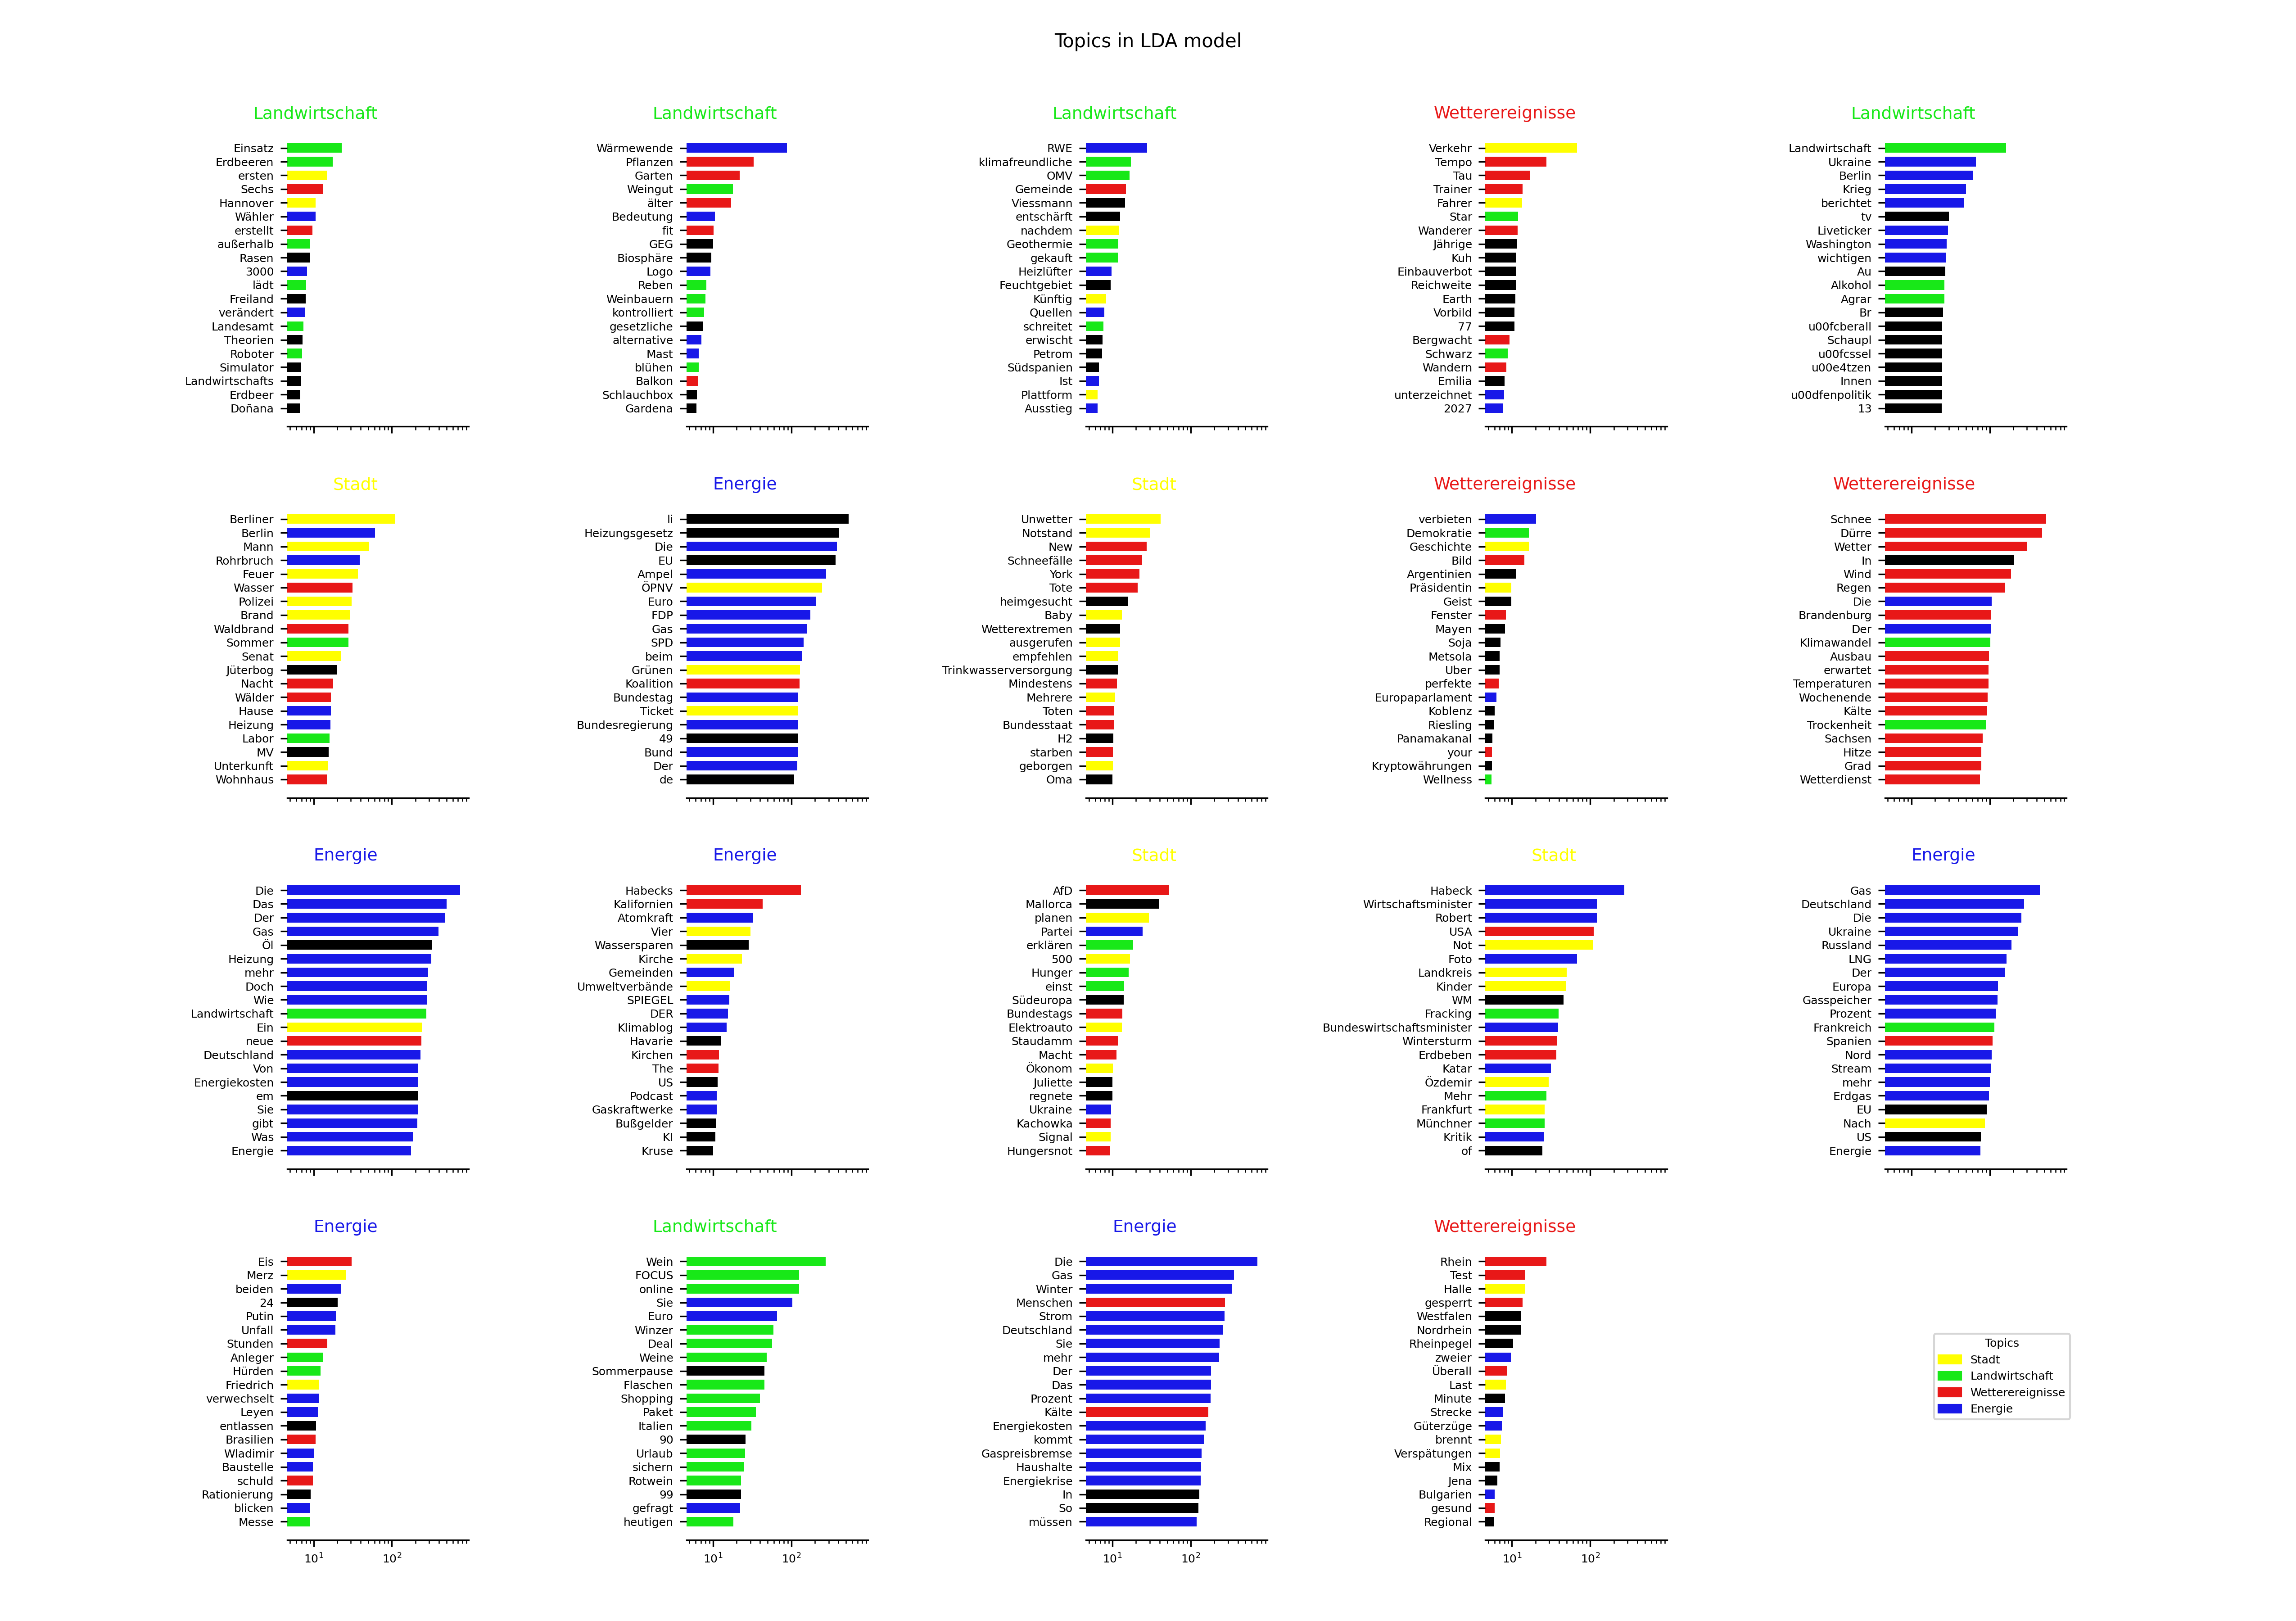 Topics in LDA model
Landwirtschaft
Einsatz
Erdbeeren
ersten
Sechs
Hannover
Wähler
erstellt
außerhalb
Rasen
3000
lädt
Freiland
verändert
Landesamt
Theorien
Roboter
Simulator
Landwirtschafts
Erdbeer
Doñana
Landwirtschaft
Wärmewende
Pflanzen
Garten
Weingut
älter
Bedeutung
fit
GEG
Biosphäre
Logo
Reben
Weinbauern
kontrolliert
gesetzliche
alternative
Mast
blühen
Balkon
Schlauchbox
Gardena
Landwirtschaft
RWE
klimafreundliche
OMV
Gemeinde
Viessmann
entschärft
nachdem
Geothermie
gekauft
Heizlüfter
Feuchtgebiet
Künftig
Quellen
schreitet
erwischt
Petrom
Südspanien
Ist
Plattform
Ausstieg
Wetterereignisse
Verkehr
Tempo
Tau
Trainer
Fahrer
Star
Wanderer
Jährige
Kuh
Einbauverbot
Reichweite
Earth
Vorbild
77
Bergwacht
Schwarz
Wandern
Emilia
unterzeichnet
2027
Landwirtschaft
Landwirtschaft
Ukraine
Berlin
Krieg
berichtet
tv
Liveticker
Washington
wichtigen
Au
Alkohol
Agrar
Br
u00fcberall
Schaupl
u00fcssel
u00e4tzen
Innen
u00dfenpolitik
13
Stadt
Berliner
Berlin
Mann
Rohrbruch
Feuer
Wasser
Polizei
Brand
Waldbrand
Sommer
Senat
Jüterbog
Nacht
Wälder
Hause
Heizung
Labor
MV
Unterkunft
Wohnhaus
Energie
li
Heizungsgesetz
Die
EU
Ampel
ÖPNV
Euro
FDP
Gas
SPD
beim
Grünen
Koalition
Bundestag
Ticket
Bundesregierung
49
Bund
Der
de
Stadt
Unwetter
Notstand
New
Schneefälle
York
Tote
heimgesucht
Baby
Wetterextremen
ausgerufen
empfehlen
Trinkwasserversorgung
Mindestens
Mehrere
Toten
Bundesstaat
H2
starben
geborgen
Oma
Wetterereignisse
verbieten
Demokratie
Geschichte
Bild
Argentinien
Präsidentin
Geist
Fenster
Mayen
Soja
Metsola
Uber
perfekte
Europaparlament
Koblenz
Riesling
Panamakanal
your
Kryptowährungen
Wellness
Wetterereignisse
Schnee
Dürre
Wetter
In
Wind
Regen
Die
Brandenburg
Der
Klimawandel
Ausbau
erwartet
Temperaturen
Wochenende
Kälte
Trockenheit
Sachsen
Hitze
Grad
Wetterdienst
Energie
Die
Das
Der
Gas
Öl
Heizung
mehr
Doch
Wie
Landwirtschaft
Ein
neue
Deutschland
Von
Energiekosten
em
Sie
gibt
Was
Energie
Energie
Habecks
Kalifornien
Atomkraft
Vier
Wassersparen
Kirche
Gemeinden
Umweltverbände
SPIEGEL
DER
Klimablog
Havarie
Kirchen
The
US
Podcast
Gaskraftwerke
Bußgelder
KI
Kruse
Stadt
AfD
Mallorca
planen
Partei
erklären
500
Hunger
einst
Südeuropa
Bundestags
Elektroauto
Staudamm
Macht
Ökonom
Juliette
regnete
Ukraine
Kachowka
Signal
Hungersnot
Stadt
Habeck
Wirtschaftsminister
Robert
USA
Not
Foto
Landkreis
Kinder
WM
Fracking
Bundeswirtschaftsminister
Wintersturm
Erdbeben
Katar
Özdemir
Mehr
Frankfurt
Münchner
Kritik
of
Energie
Gas
Deutschland
Die
Ukraine
Russland
LNG
Der
Europa
Gasspeicher
Prozent
Frankreich
Spanien
Nord
Stream
mehr
Erdgas
EU
Nach
US
Energie
Energie
Eis
Merz
beiden
24
Putin
Unfall
Stunden
Anleger
Hürden
Friedrich
verwechselt
Leyen
entlassen
Brasilien
Wladimir
Baustelle
schuld
Rationierung
blicken
Messe
10¹ 10²
Landwirtschaft
Wein
FOCUS
online
Sie
Euro
Winzer
Deal
Weine
Sommerpause
Flaschen
Shopping
Paket
Italien
90
Urlaub
sichern
Rotwein
99
gefragt
heutigen
10¹ 10²
Energie
Die
Gas
Winter
Menschen
Strom
Deutschland
Sie
mehr
Der
Das
Prozent
Kälte
Energiekosten
kommt
Gaspreisbremse
Haushalte
Energiekrise
In
So
müssen
10¹ 10²
Wetterereignisse
Rhein
Test
Halle
gesperrt
Westfalen
Nordrhein
Rheinpegel
zweier
Überall
Last
Minute
Strecke
Güterzüge
brennt
Verspätungen
Mix
Jena
Bulgarien
gesund
Regional
10¹ 10²
Topics
Stadt
Landwirtschaft
Wetterereignisse
Energie